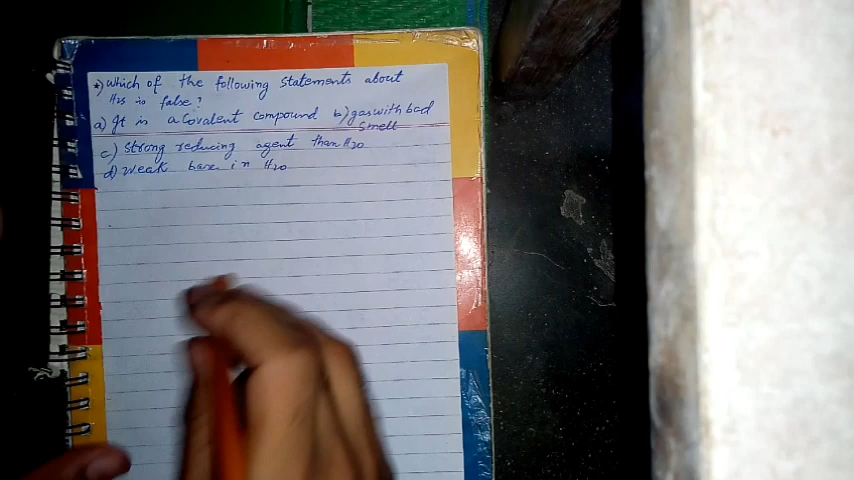 *) Which of the following statements about
H2S is false?
a) It is a Covalent compound b) gas with bad
smell
c) Strong reducing agent than H2O
d) Weak base in H2O